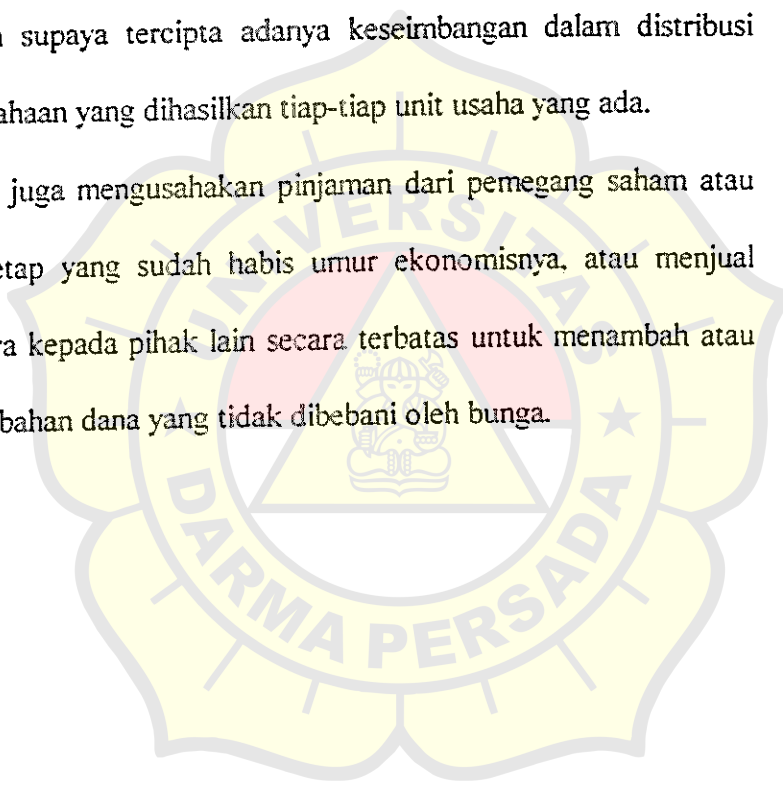 supaya tercipta adanya keseimbangan dalam distribusi
ahaan yang dihasilkan tiap-tiap unit usaha yang ada.
juga mengusahakan pinjaman dari pemegang saham atau
etap yang sudah habis umur ekonomisnya, atau menjual
a kepada pihak lain secara terbatas untuk menambah atau
bahan dana yang tidak dibebani oleh bunga.
UNIVERSITAS
DARMA PERSADA